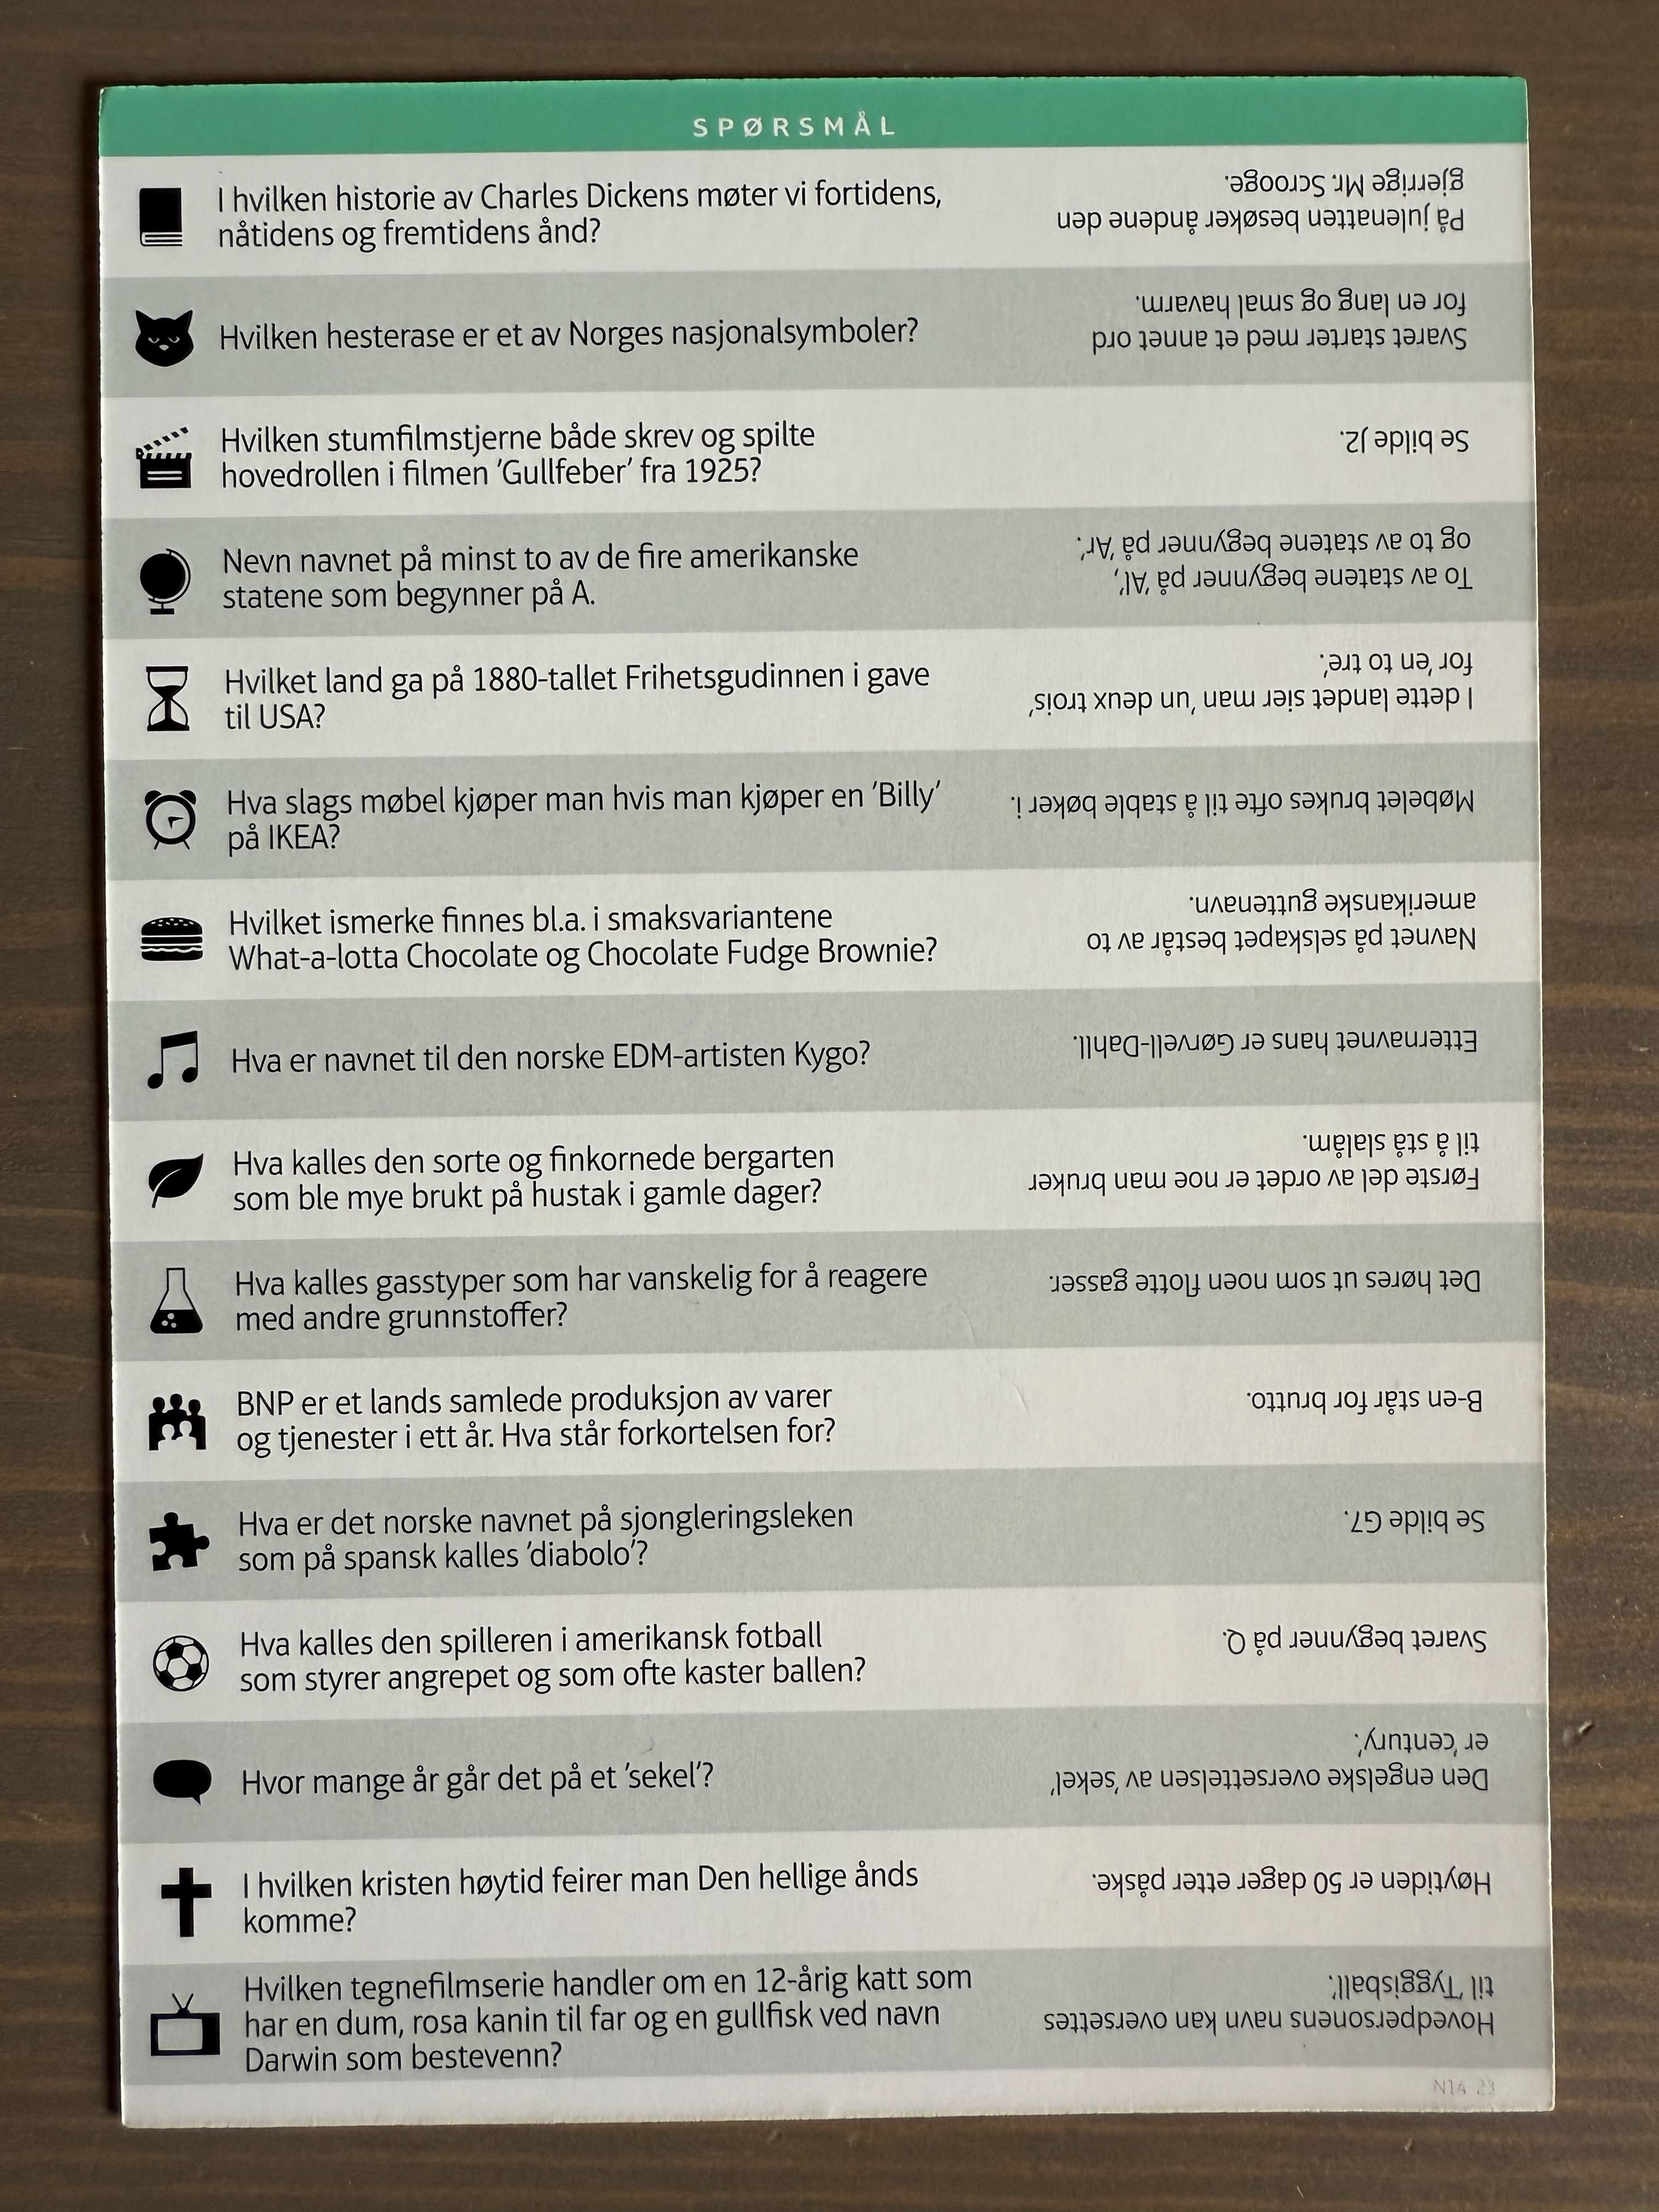 SPØRSMÅL
I hvilken historie av Charles Dickens møter vi fortidens,
nåtidens og fremtidens ånd?
På julenatten besøker åndene den
gjerrige Mr. Scrooge.
Hvilken hesterase er et av Norges nasjonalsymboler?
Svaret starter med et annet ord
for en lang og smal havarm.
Hvilken stumfilmstjerne både skrev og spilte
hovedrollen i filmen 'Gullfeber' fra 1925?
Se bilde J2.
Nevn navnet på minst to av de fire amerikanske
statene som begynner på A.
To av statene begynner på 'Al',
og to av statene begynner på 'Ar'.
Hvilket land ga på 1880-tallet Frihetsgudinnen i gave
til USA?
I dette landet sier man 'un deux trois'
for 'en to tre'.
Hva slags møbel kjøper man hvis man kjøper en 'Billy'
på IKEA?
Møbelet brukes ofte til å stable bøker i.
Hvilket ismerke finnes bl.a. i smaksvariantene
What-a-lotta Chocolate og Chocolate Fudge Brownie?
Navnet på selskapet består av to
amerikanske guttenavn.
Hva er navnet til den norske EDM-artisten Kygo?
Etternavnet hans er Gørvell-Dahll.
Hva kalles den sorte og finkornede bergarten
som ble mye brukt på hustak i gamle dager?
Første del av ordet er noe man bruker
til å stå slalåm.
Hva kalles gasstyper som har vanskelig for å reagere
med andre grunnstoffer?
Det høres ut som noen flotte gasser.
BNP er et lands samlede produksjon av varer
og tjenester i ett år. Hva står forkortelsen for?
B-en står for brutto.
Hva er det norske navnet på sjongleringsleken
som på spansk kalles 'diabolo'?
Se bilde G7.
Hva kalles den spilleren i amerikansk fotball
som styrer angrepet og som ofte kaster ballen?
Svaret begynner på Q.
Hvor mange år går det på et 'sekel'?
Den engelske oversettelsen av 'sekel'
er 'century'.
I hvilken kristen høytid feirer man Den hellige ånds
komme?
Høytiden er 50 dager etter påske.
Hvilken tegnefilmserie handler om en 12-årig katt som
har en dum, rosa kanin til far og en gullfisk ved navn
Darwin som bestevenn?
Hovedpersonens navn kan oversettes
til 'Tyggisball'.
N14 23